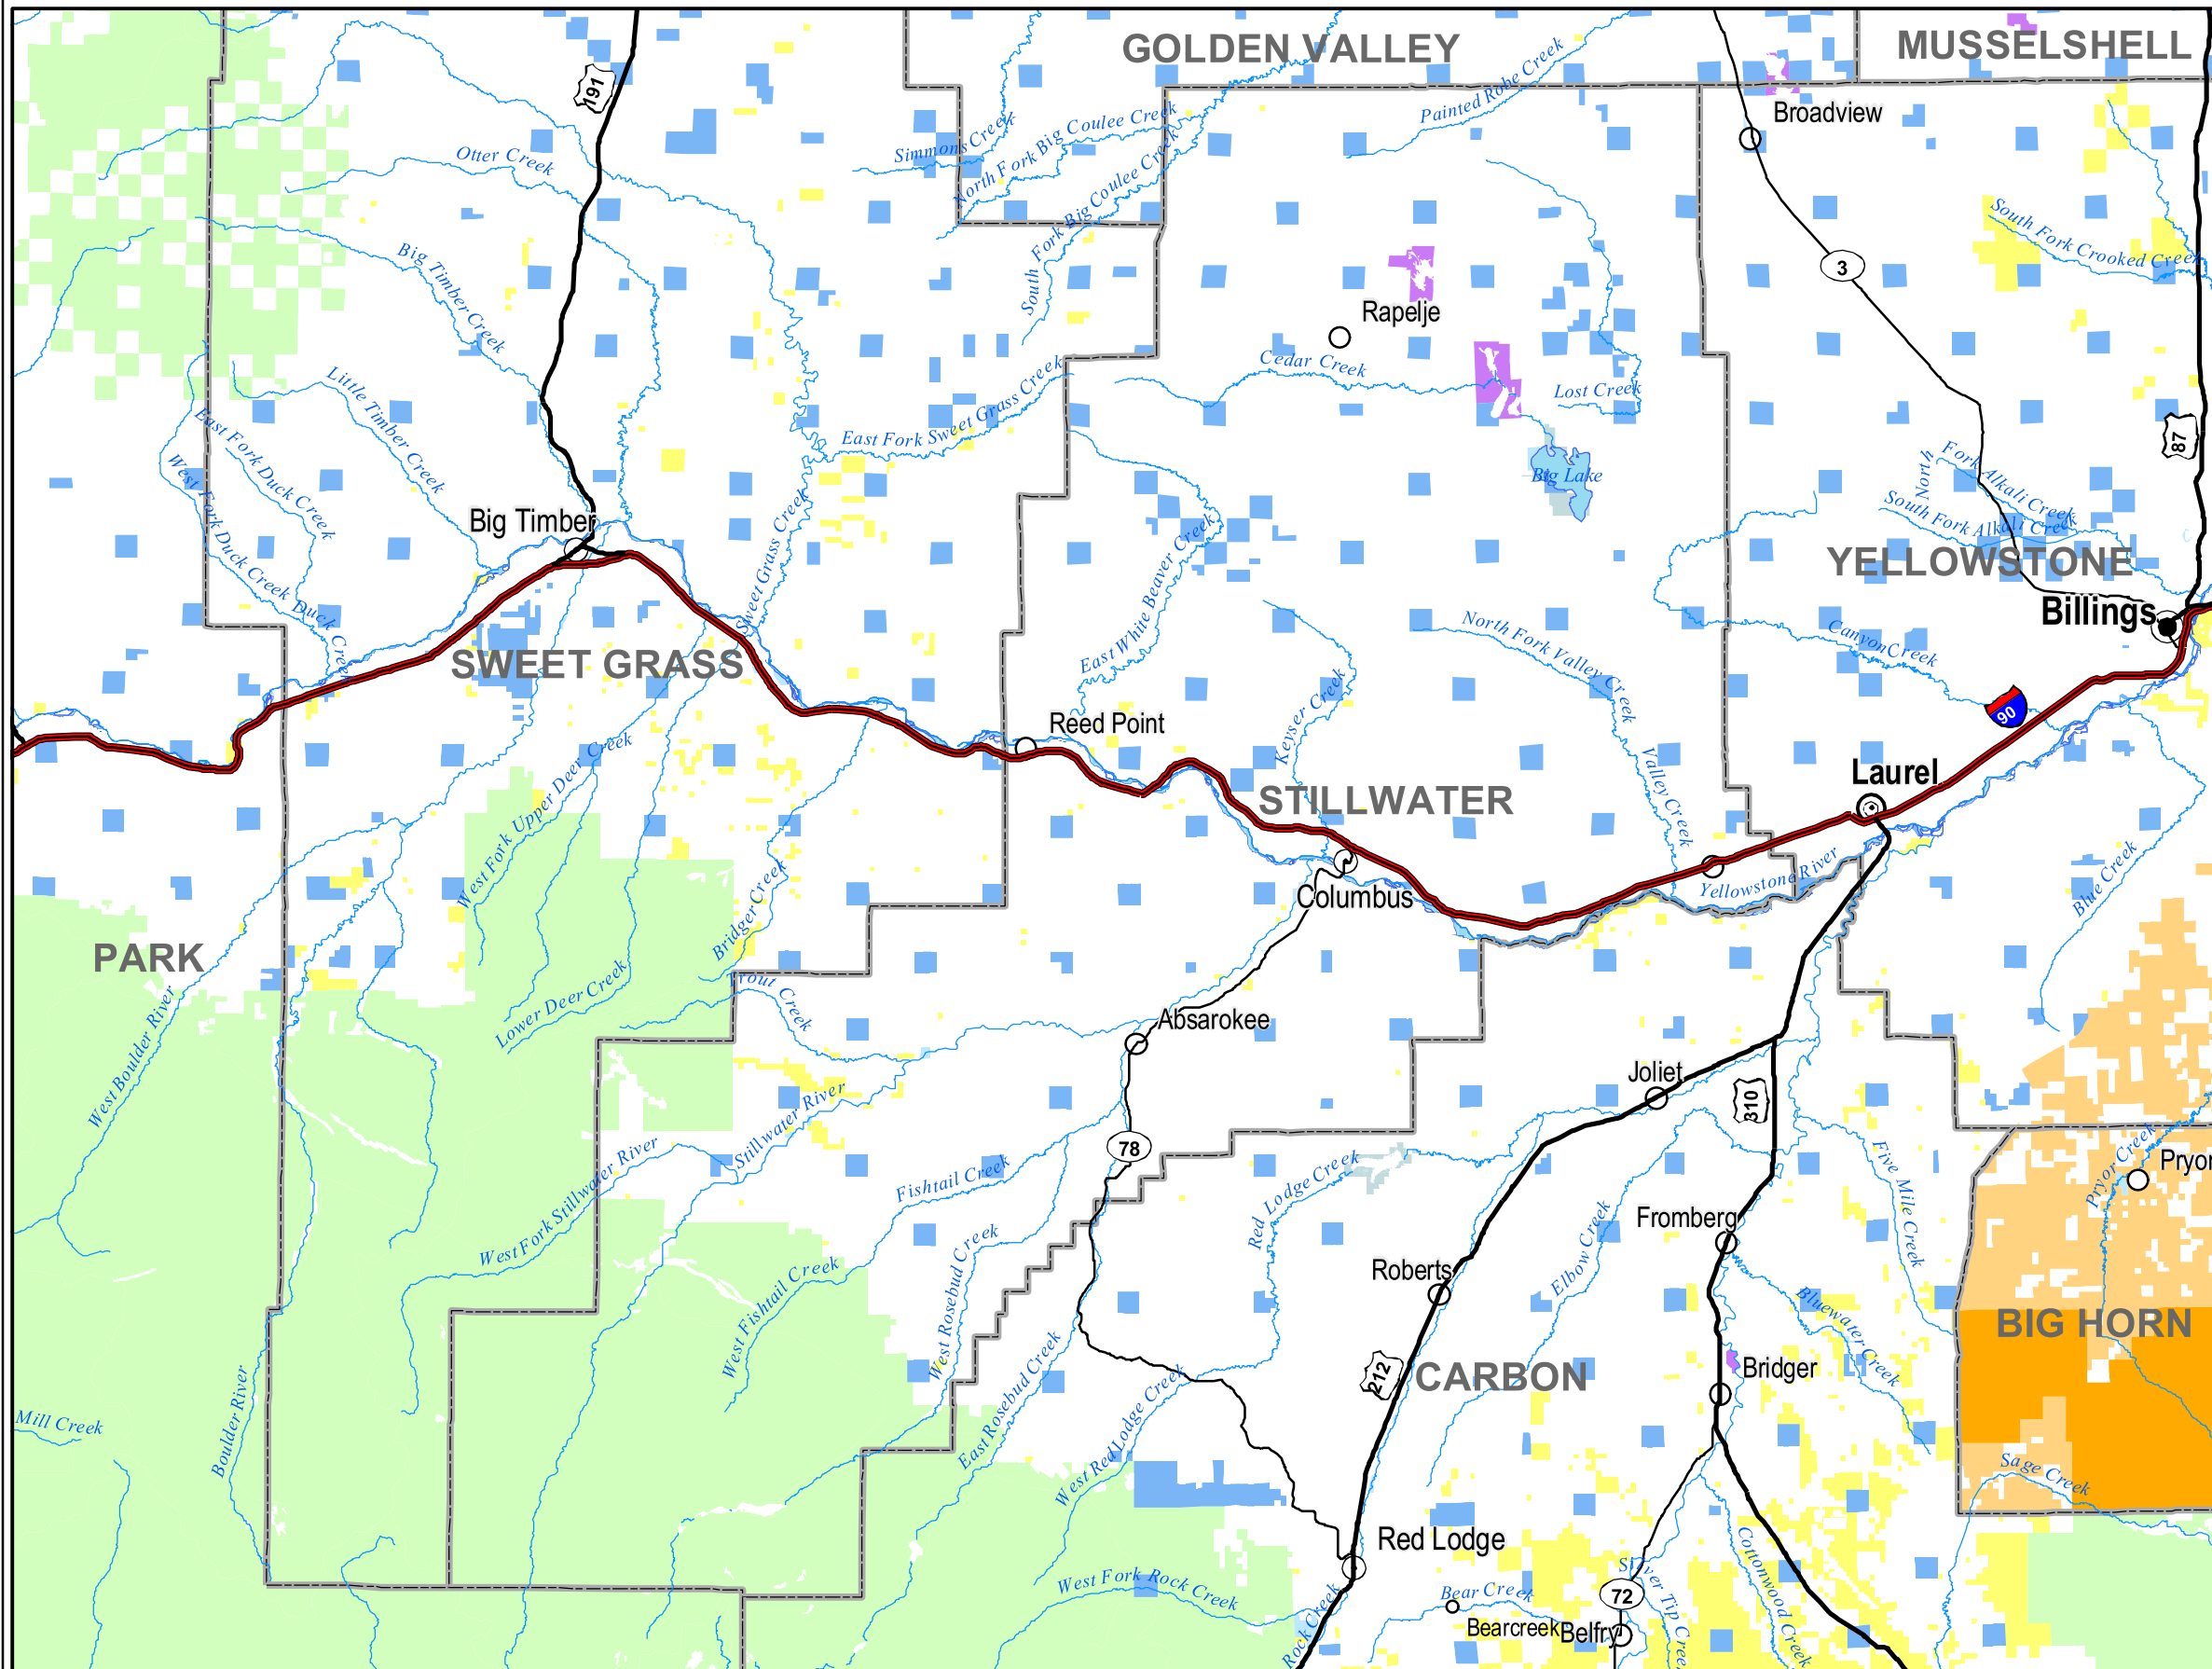 GOLDEN VALLEY
MUSSELSHELL
191
Painted Robe Creek
Broadview
Simmons Creek
North Fork Big Coulee Creek
South Fork Big Coulee Creek
Otter Creek
Big Timber Creek
South Fork Crooked Creek
3
Rapelje
Cedar Creek
Lost Creek
Little Timber Creek
East Fork Sweet Grass Creek
East Fork Duck Creek
West Fork Duck Creek
Duck Creek
87
Big Lake
North Fork Alkali Creek
South Fork Alkali Creek
Big Timber
Sweet Grass Creek
East White Beaver Creek
YELLOWSTONE
Billings
SWEET GRASS
North Fork Valley Creek
Canyon Creek
Keyser Creek
90
Reed Point
West Fork Upper Deer Creek
Valley Creek
Laurel
STILLWATER
Columbus
Yellowstone River
Blue Creek
Bridger Creek
PARK
Lower Deer Creek
Trout Creek
West Boulder River
Absarokee
Joliet
310
Stillwater River
West Fork Stillwater River
78
Fishtail Creek
Red Lodge Creek
Five Mile Creek
Pryor Creek
Pryor
West Fishtail Creek
West Rosebud Creek
Elbow Creek
Fromberg
Roberts
Bluewater Creek
BIG HORN
East Rosebud Creek
212
CARBON
Bridger
Mill Creek
Boulder River
West Red Lodge Creek
Sage Creek
Red Lodge
West Fork Rock Creek
Rock Creek
Bear Creek
Bearcreek
Belfry
72
Silver Tip Creek
Cottonwood Creek